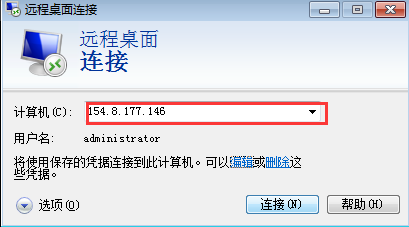 远程桌面连接
远程桌面
连接
计算机(C):
154.8.177.146
用户名:
administrator
将使用保存的凭据连接到此计算机。可以编辑或删除这
些凭据。
选项(O)
连接(N)
帮助(H)